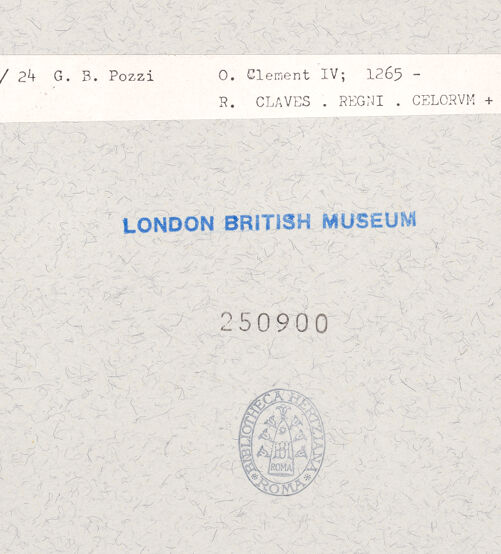 / 24 G. B. Pozzi O. Clement IV; 1265 -
R. CLAVES . REGNI . CELORVM +
LONDON BRITISH MUSEUM
250900
BIBLIOTHECA HERTZIANA
ROMA
* ROMA *